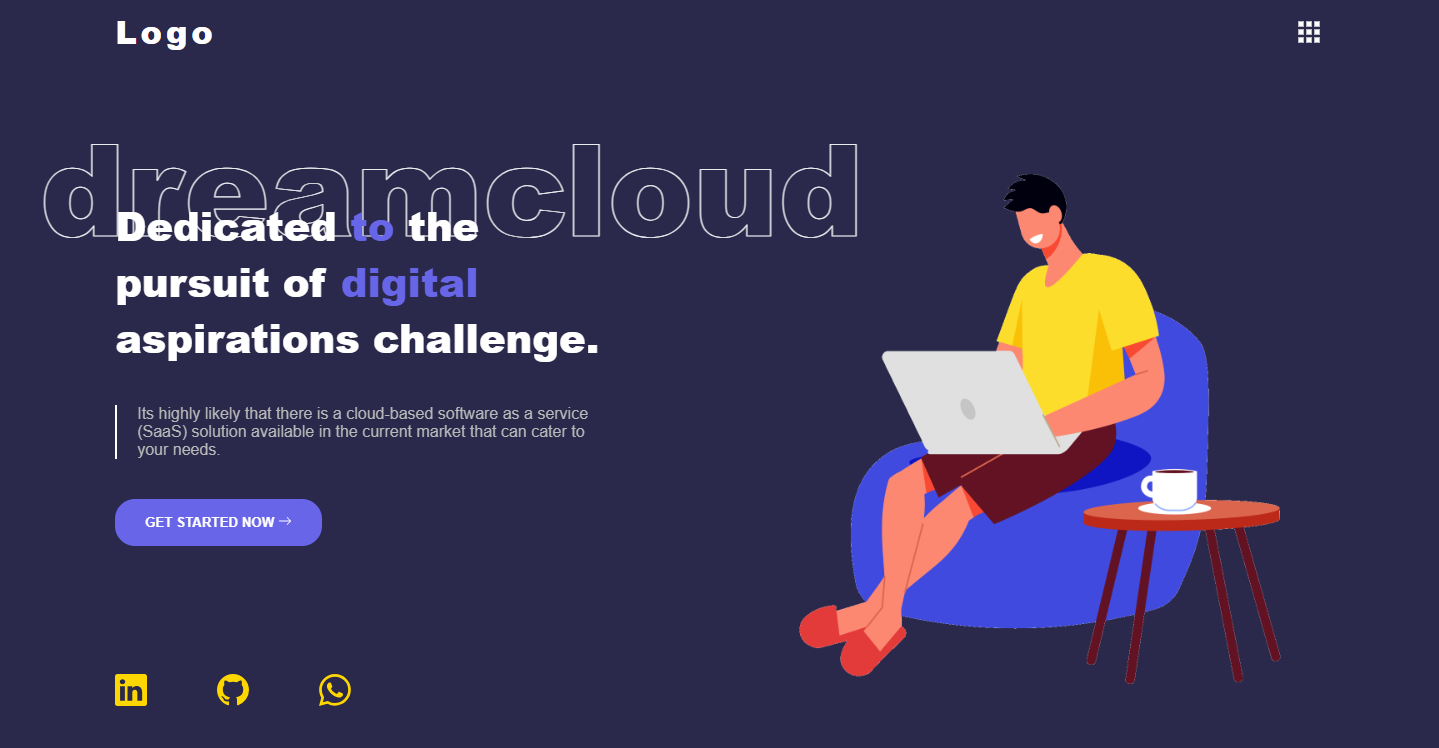 Logo
dreamcloud
Dedicated to the
pursuit of digital
aspirations challenge.
Its highly likely that there is a cloud-based software as a service
(SaaS) solution available in the current market that can cater to
your needs.
GET STARTED NOW →
in